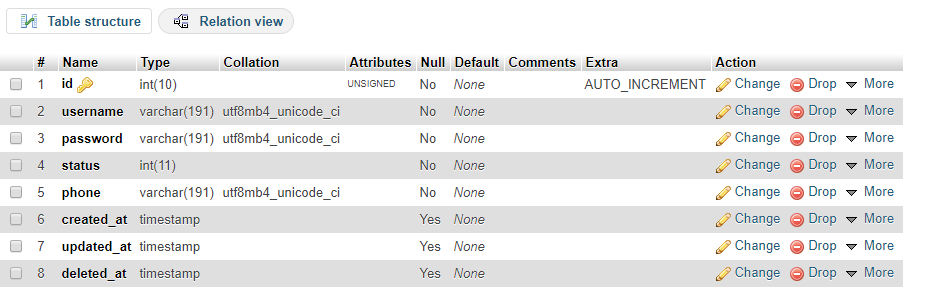 Table structure Relation view
# Name Type Collation Attributes Null Default Comments Extra Action
1 id int(10) UNSIGNED No None AUTO_INCREMENT Change Drop More
2 username varchar(191) utf8mb4_unicode_ci No None Change Drop More
3 password varchar(191) utf8mb4_unicode_ci No None Change Drop More
4 status int(11) No None Change Drop More
5 phone varchar(191) utf8mb4_unicode_ci No None Change Drop More
6 created_at timestamp Yes None Change Drop More
7 updated_at timestamp Yes None Change Drop More
8 deleted_at timestamp Yes None Change Drop More